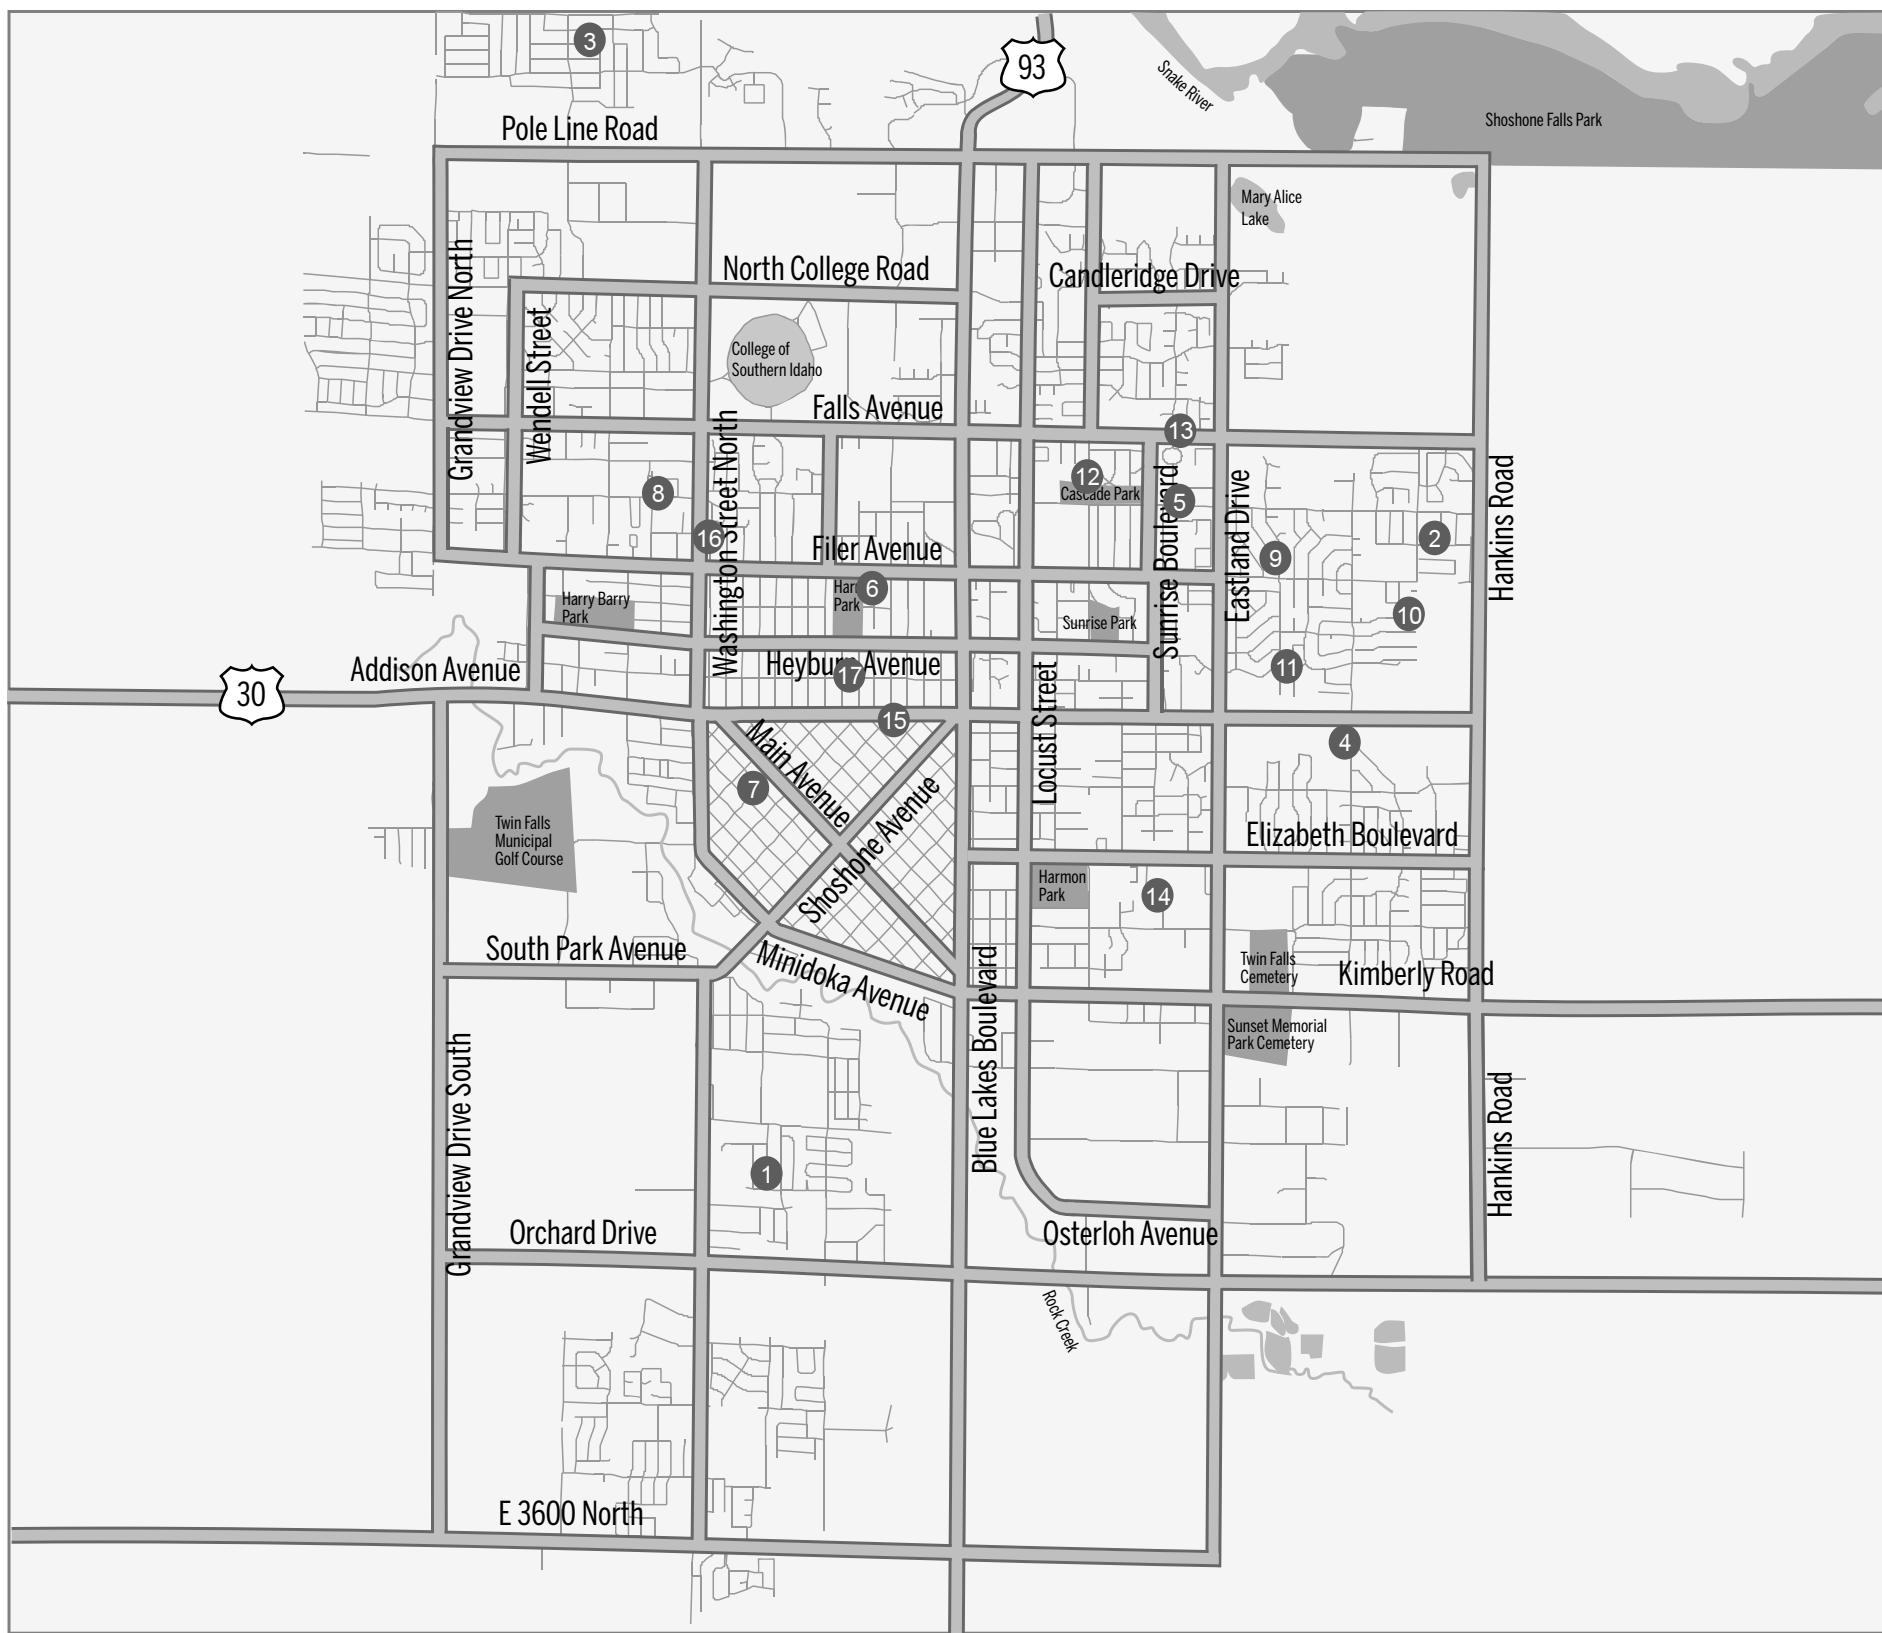 3
93
Snake River
Shoshone Falls Park
Pole Line Road
Mary Alice
Lake
North College Road
Candleridge Drive
Grandview Drive North
Wendell Street
College of
Southern Idaho
Falls Avenue
13
12
Cascade Park
5
8
16
Washington Street North
Filer Avenue
Sunrise Boulevard
Eastland Drive
2
9
Hankins Road
6
Park
Harry Barry
Park
Sunrise Park
10
11
Addison Avenue
30
Heyburn Avenue
17
15
Locust Street
4
Main Avenue
7
Shoshone Avenue
Twin Falls
Municipal
Golf Course
Elizabeth Boulevard
Harmon
Park
14
South Park Avenue
Minidoka Avenue
Blue Lakes Boulevard
Twin Falls
Cemetery
Kimberly Road
Sunset Memorial
Park Cemetery
Grandview Drive South
Hankins Road
1
Orchard Drive
Osterloh Avenue
Rock Creek
E 3600 North